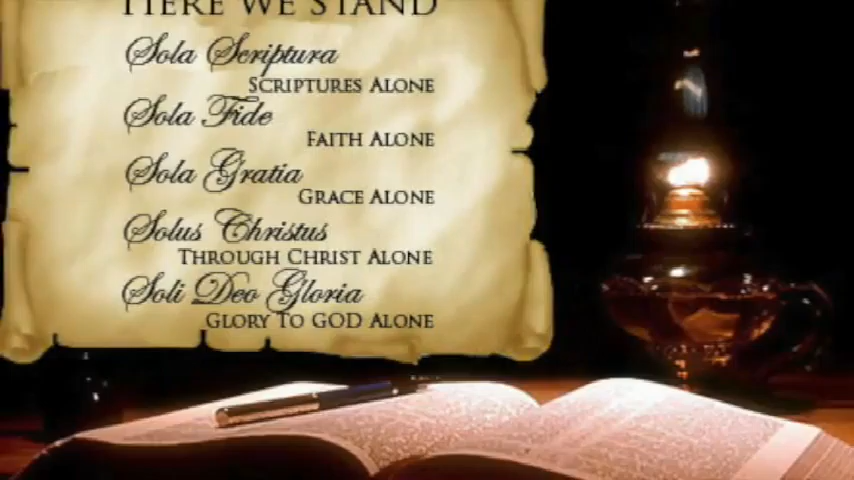 HERE WE STAND
Sola Scriptura
SCRIPTURES ALONE
Sola Fide
FAITH ALONE
Sola Gratia
GRACE ALONE
Solus Christus
THROUGH CHRIST ALONE
Soli Deo Gloria
GLORY TO GOD ALONE